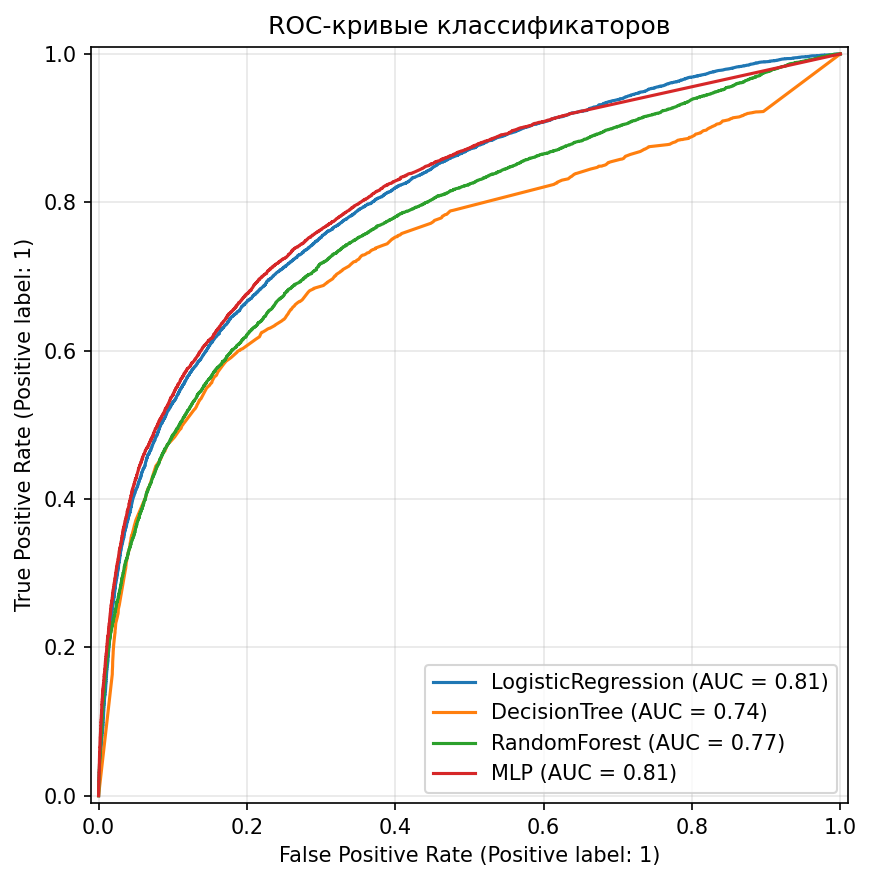 ROC-кривые классификаторов
1.0
0.8
0.6
0.4
0.2
0.0
True Positive Rate (Positive label: 1)
LogisticRegression (AUC = 0.81)
DecisionTree (AUC = 0.74)
RandomForest (AUC = 0.77)
MLP (AUC = 0.81)
0.0 0.2 0.4 0.6 0.8 1.0
False Positive Rate (Positive label: 1)